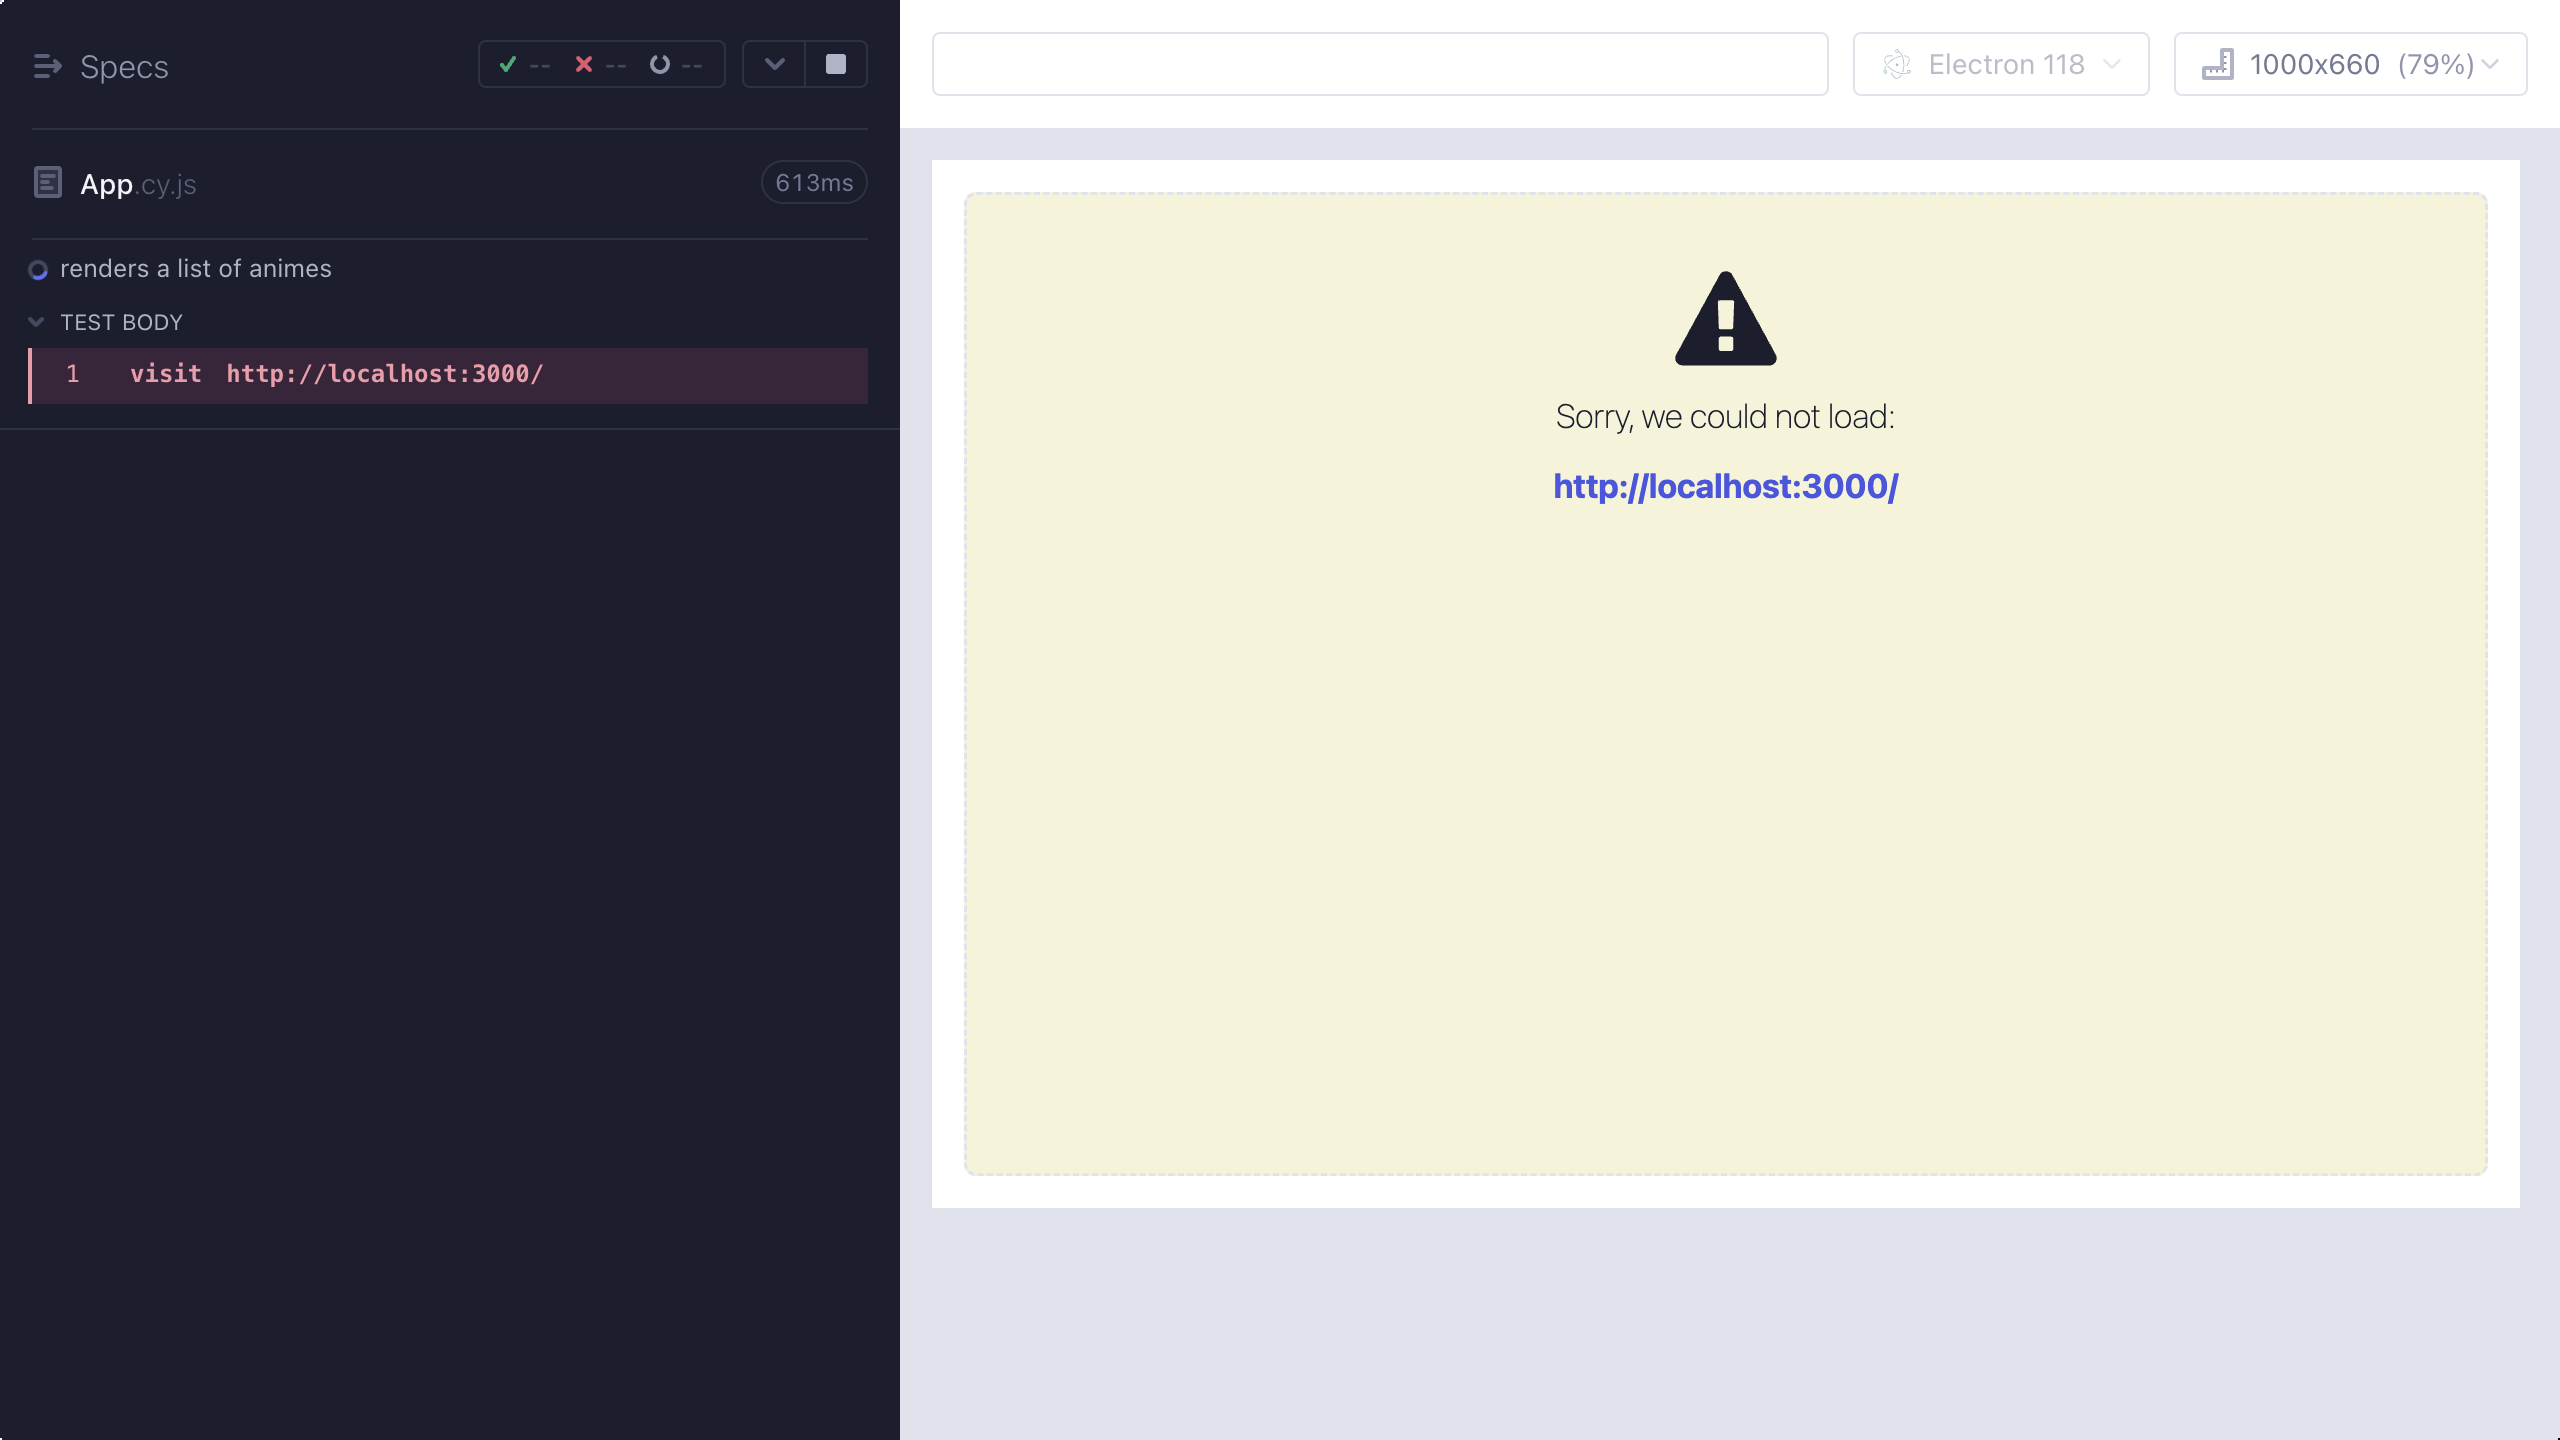 Specs
-- -- --
App.cy.js
613ms
renders a list of animes
TEST BODY
1 visit http://localhost:3000/
Electron 118
1000x660 (79%)
Sorry, we could not load:
http://localhost:3000/